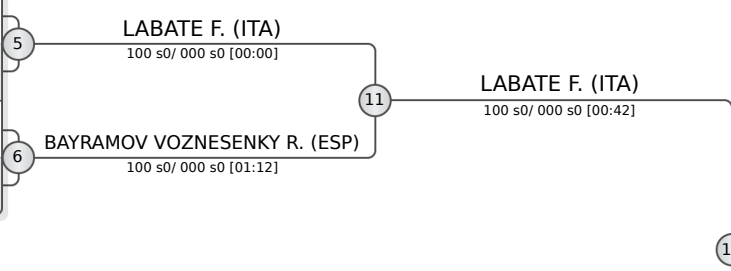 LABATE F. (ITA)
5
100 s0/ 000 s0 [00:00]
LABATE F. (ITA)
11
100 s0/ 000 s0 [00:42]
BAYRAMOV VOZNESENKY R. (ESP)
6
100 s0/ 000 s0 [01:12]